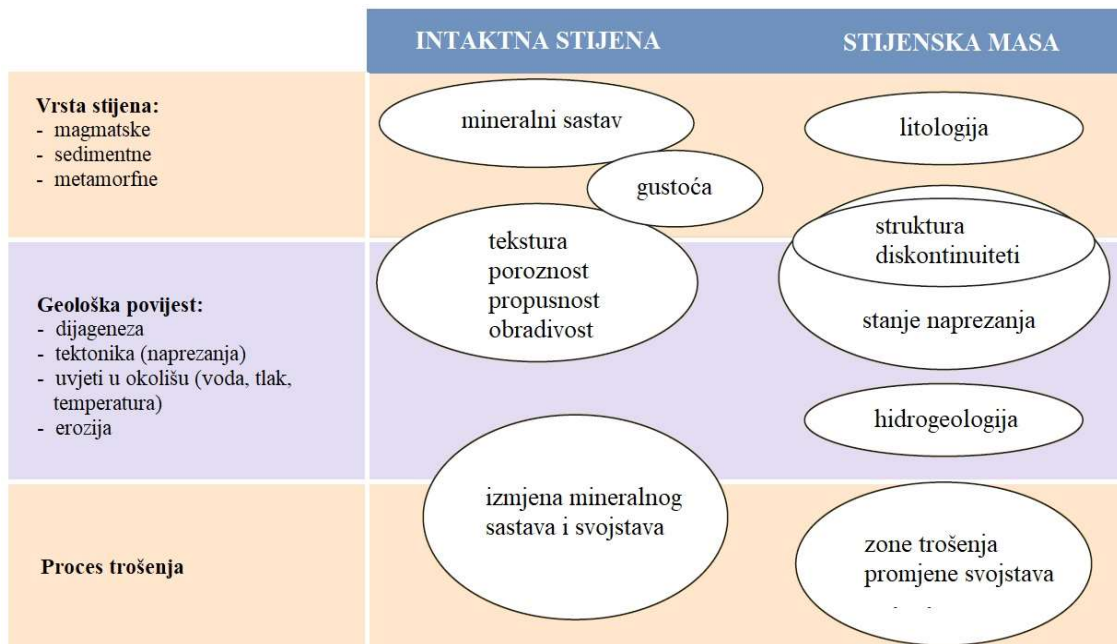 INTAKTNA STIJENA
STIJENSKA MASA
Vrsta stijena:
- magmatske
- sedimentne
- metamorfne
mineralni sastav
gustoća
litologija
Geološka povijest:
- dijageneza
- tektonika (naprezanja)
- uvjeti u okolišu (voda, tlak,
temperatura)
- erozija
tekstura
poroznost
propusnost
obradivost
struktura
diskontinuiteti
stanje naprezanja
hidrogeologija
Proces trošenja
izmjena mineralnog
sastava i svojstava
zone trošenja
promjene svojstava